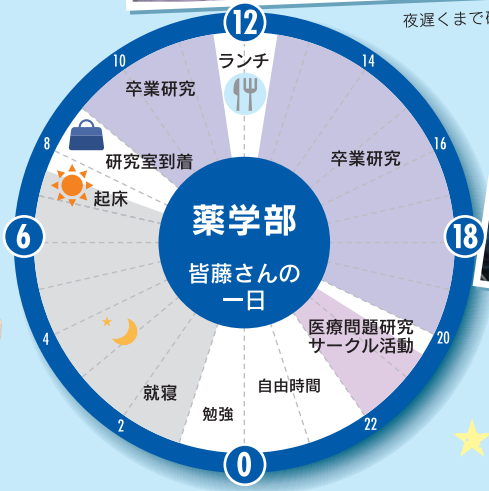 夜遅くまで
12
ランチ
10
14
卒業研究
8
16
研究室到着
卒業研究
起床
薬学部
6
18
皆藤さんの
一日
医療問題研究
サークル活動
4
20
就寝
自由時間
勉強
2
22
0